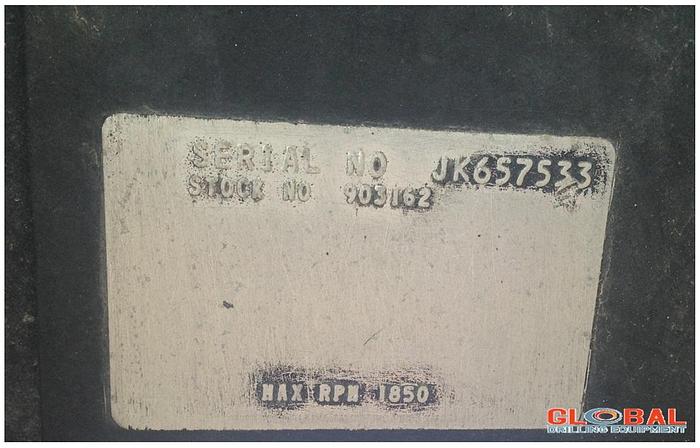 SERIAL NO JK657533
STOCK NO 903162
MAX RPM 1850
GLOBAL
DRILLING EQUIPMENT